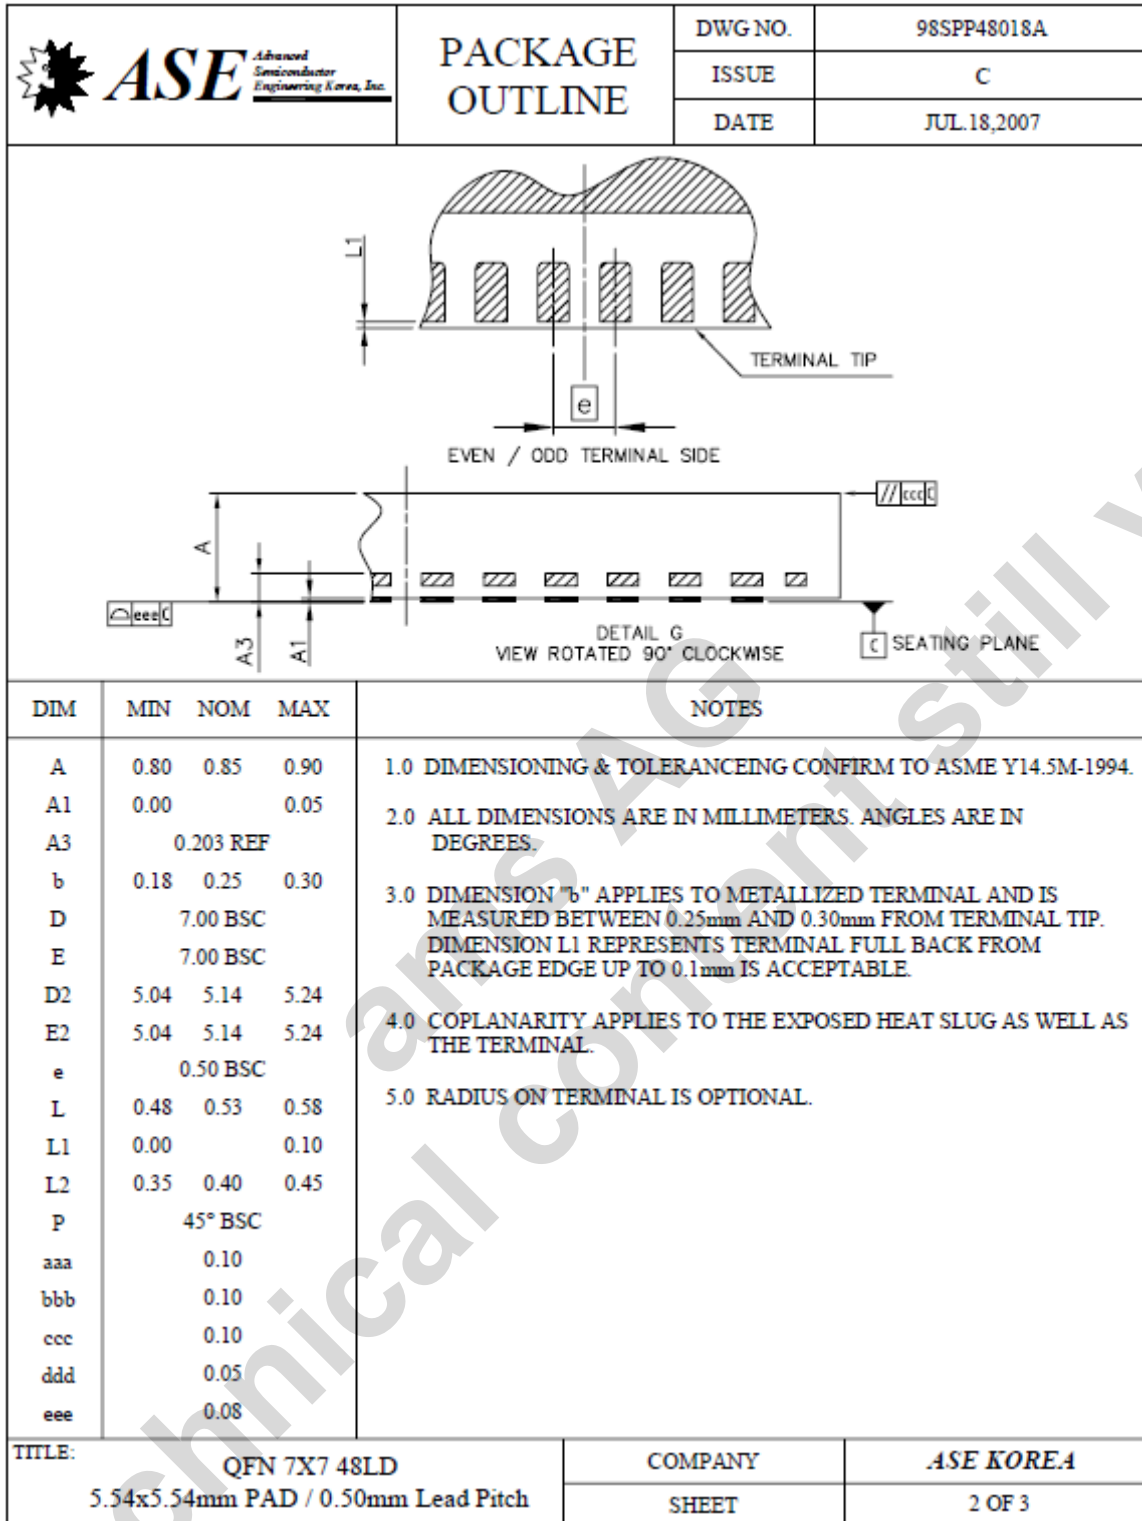 ASE Advanced
Semiconductor
Engineering Korea, Inc.
PACKAGE
OUTLINE
DWG NO. 98SPP48018A
ISSUE C
DATE JUL.18,2007
L1
TERMINAL TIP
e
EVEN / ODD TERMINAL SIDE
// ccc C
A
eee C
A3
A1
DETAIL G
VIEW ROTATED 90° CLOCKWISE
C SEATING PLANE
DIM MIN NOM MAX
A 0.80 0.85 0.90
A1 0.00 0.05
A3 0.203 REF
b 0.18 0.25 0.30
D 7.00 BSC
E 7.00 BSC
D2 5.04 5.14 5.24
E2 5.04 5.14 5.24
e 0.50 BSC
L 0.48 0.53 0.58
L1 0.00 0.10
L2 0.35 0.40 0.45
P 45° BSC
aaa 0.10
bbb 0.10
ccc 0.10
ddd 0.05
eee 0.08
NOTES
1.0 DIMENSIONING & TOLERANCEING CONFIRM TO ASME Y14.5M-1994.
2.0 ALL DIMENSIONS ARE IN MILLIMETERS. ANGLES ARE IN
DEGREES.
3.0 DIMENSION "b" APPLIES TO METALLIZED TERMINAL AND IS
MEASURED BETWEEN 0.25mm AND 0.30mm FROM TERMINAL TIP.
DIMENSION L1 REPRESENTS TERMINAL FULL BACK FROM
PACKAGE EDGE UP TO 0.1mm IS ACCEPTABLE.
4.0 COPLANARITY APPLIES TO THE EXPOSED HEAT SLUG AS WELL AS
THE TERMINAL.
5.0 RADIUS ON TERMINAL IS OPTIONAL.
TITLE:
QFN 7X7 48LD
5.54x5.54mm PAD / 0.50mm Lead Pitch
COMPANY ASE KOREA
SHEET 2 OF 3
ams AG
content still